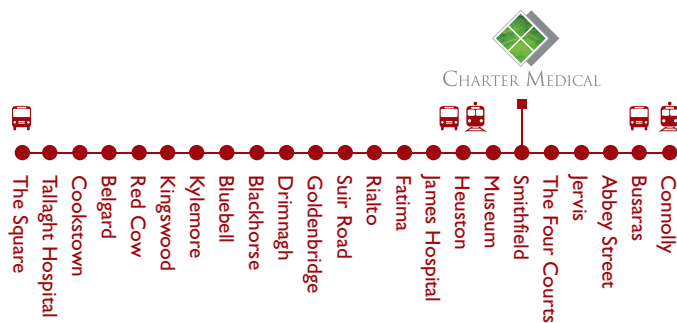 CHARTER MEDICAL
The Square
Tallaght Hospital
Cookstown
Belgard
Red Cow
Kingswood
Kylemore
Bluebell
Blackhorse
Drimnagh
Goldenbridge
Suir Road
Rialto
Fatima
James Hospital
Heuston
Museum
Smithfield
The Four Courts
Jervis
Abbey Street
Busaras
Connolly